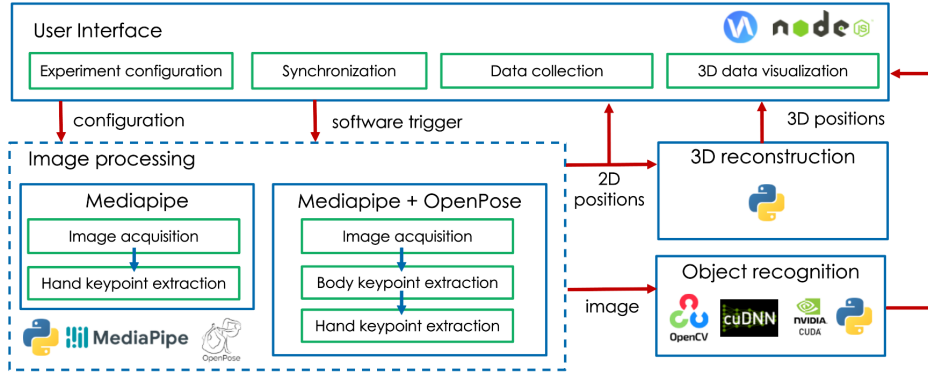 User Interface
node JS
Experiment configuration
Synchronization
Data collection
3D data visualization
configuration
software trigger
3D positions
Image processing
2D
positions
3D reconstruction
Mediapipe
Image acquisition
Hand keypoint extraction
Mediapipe + OpenPose
Image acquisition
Body keypoint extraction
Hand keypoint extraction
MediaPipe
OpenPose
image
Object recognition
OpenCV
cuDNN
NVIDIA
CUDA